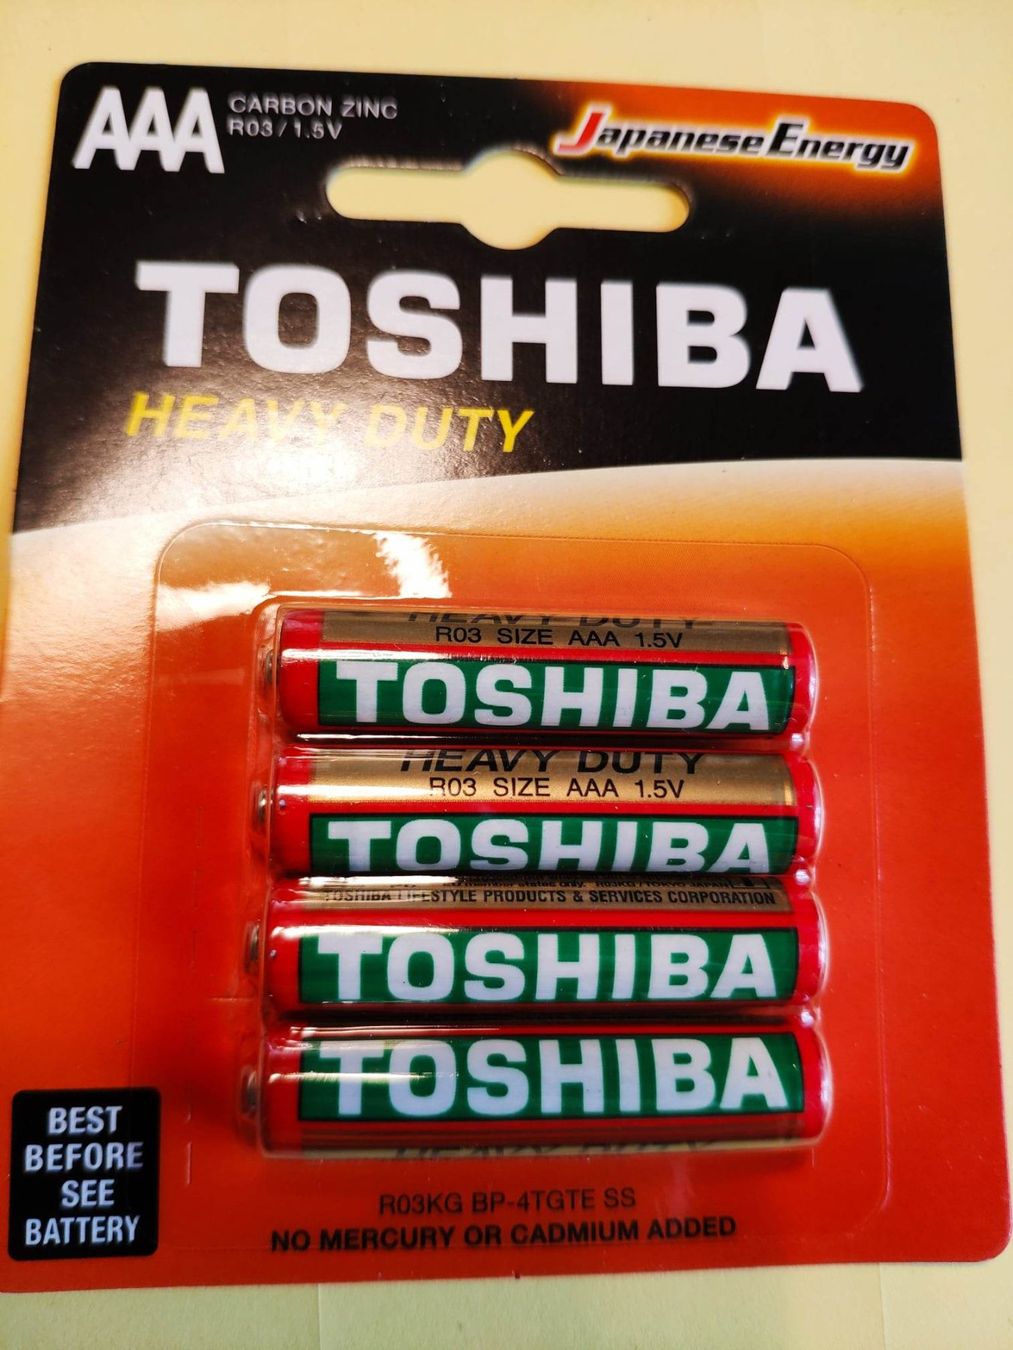 AAA
CARBON ZINC
R03 / 1.5V
Japanese Energy
TOSHIBA
HEAVY DUTY
HEAVY DUTY
R03 SIZE AAA 1.5V
TOSHIBA
HEAVY DUTY
R03 SIZE AAA 1.5V
TOSHIBA
TOSHIBA LIFESTYLE PRODUCTS & SERVICES CORPORATION
TOSHIBA
TOSHIBA
HEAVY DUTY
BEST
BEFORE
SEE
BATTERY
R03KG BP-4TGTE SS
NO MERCURY OR CADMIUM ADDED